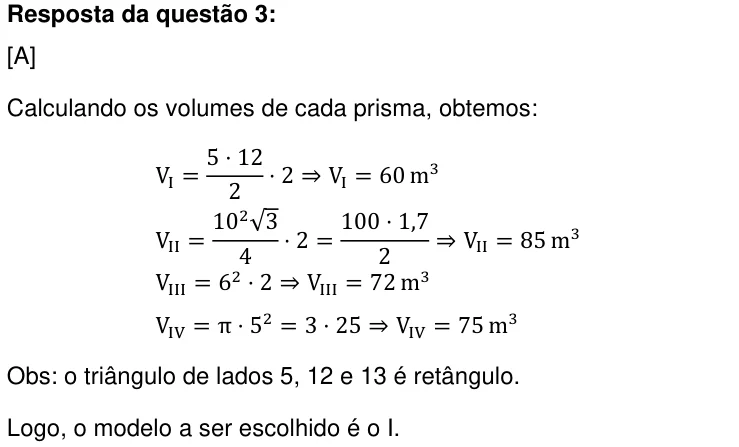 Resposta da questão 3:
[A]
Calculando os volumes de cada prisma, obtemos:
V_I = (5 · 12)/2 · 2 ⇒ V_I = 60 m³
V_II = (10²√3)/4 · 2 = (100 · 1,7)/2 ⇒ V_II = 85 m³
V_III = 6² · 2 ⇒ V_III = 72 m³
V_IV = π · 5² = 3 · 25 ⇒ V_IV = 75 m³
Obs: o triângulo de lados 5, 12 e 13 é retângulo.
Logo, o modelo a ser escolhido é o I.